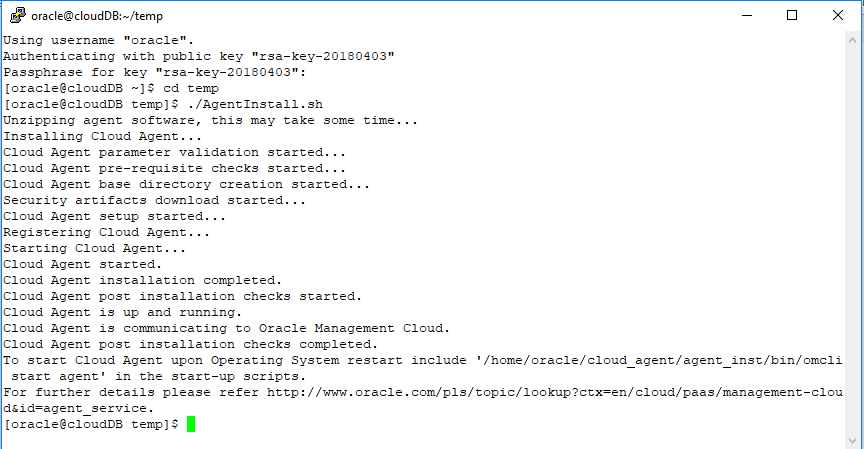 oracle@cloudDB:~/temp
Using username "oracle".
Authenticating with public key "rsa-key-20180403"
Passphrase for key "rsa-key-20180403":
[oracle@cloudDB ~]$ cd temp
[oracle@cloudDB temp]$ ./AgentInstall.sh
Unzipping agent software, this may take some time...
Installing Cloud Agent...
Cloud Agent parameter validation started...
Cloud Agent pre-requisite checks started...
Cloud Agent base directory creation started...
Security artifacts download started...
Cloud Agent setup started...
Registering Cloud Agent...
Starting Cloud Agent...
Cloud Agent started.
Cloud Agent installation completed.
Cloud Agent post installation checks started.
Cloud Agent is up and running.
Cloud Agent is communicating to Oracle Management Cloud.
Cloud Agent post installation checks completed.
To start Cloud Agent upon Operating System restart include '/home/oracle/cloud_agent/agent_inst/bin/omcli
 start agent' in the start-up scripts.
For further details please refer http://www.oracle.com/pls/topic/lookup?ctx=en/cloud/paas/management-clou
d&id=agent_service.
[oracle@cloudDB temp]$